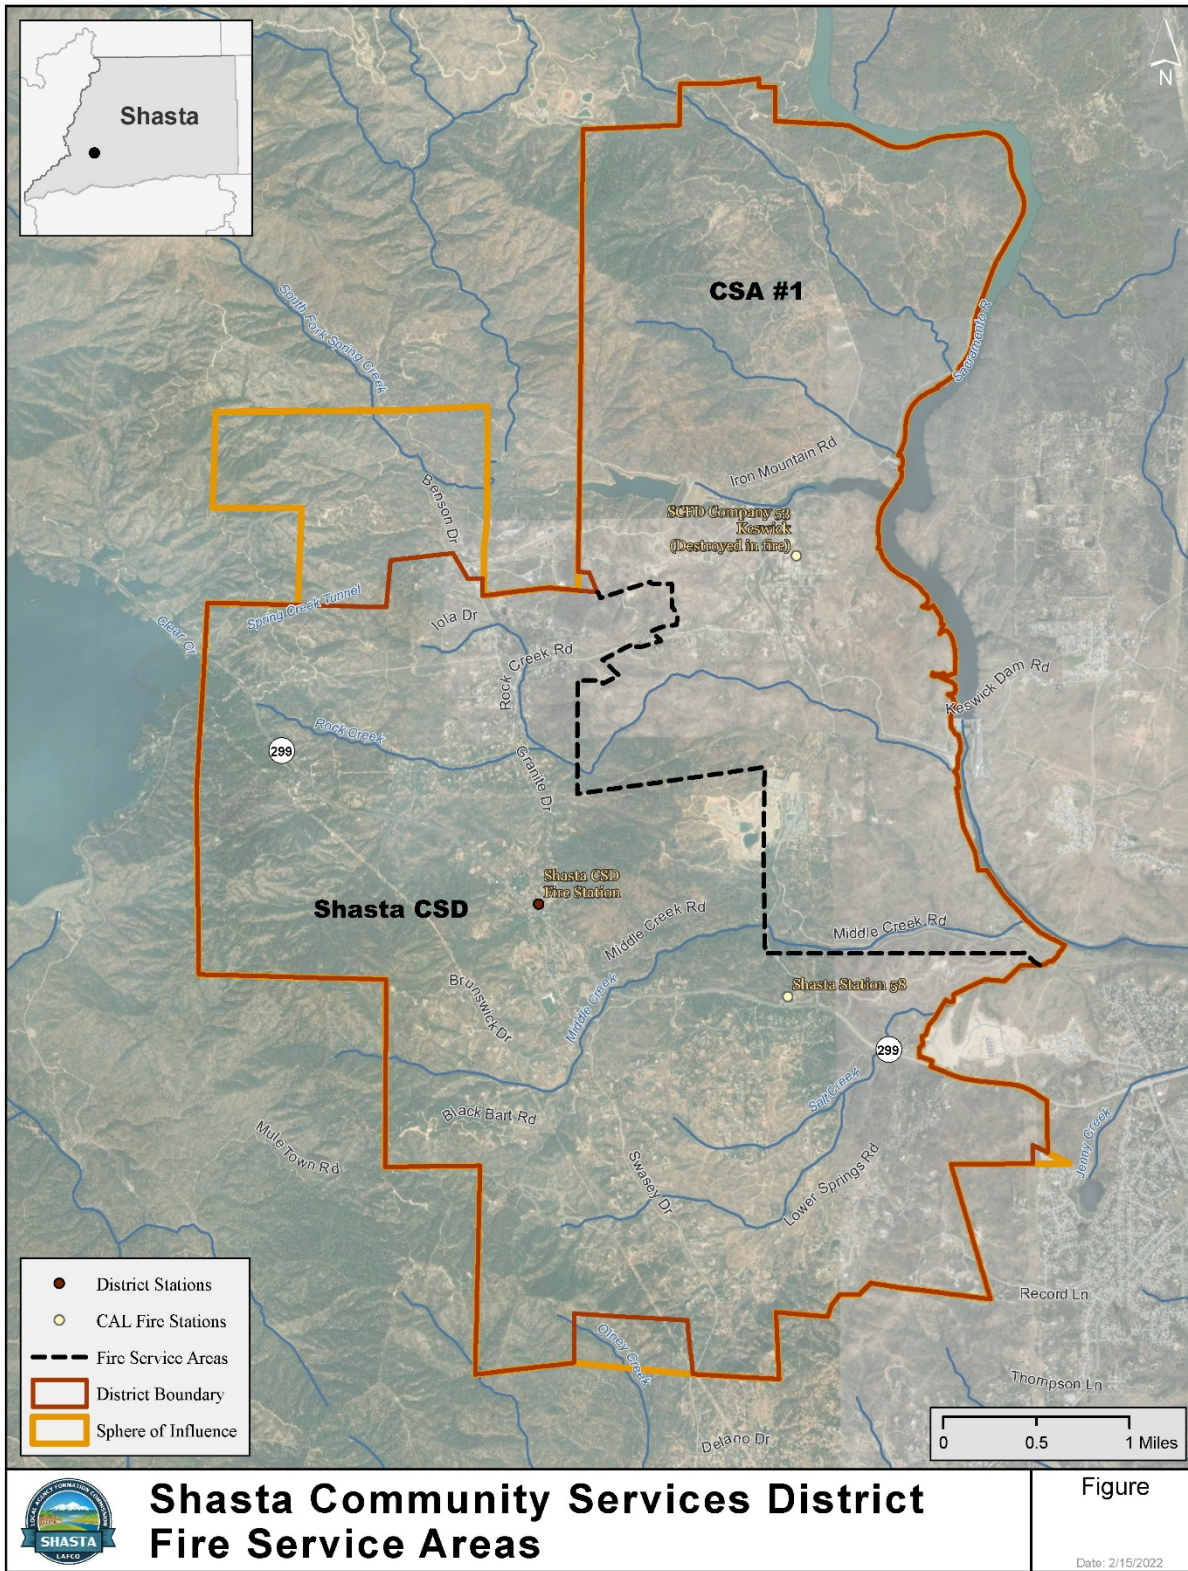 Shasta
N
CSA #1
South Fork Spring Creek
Sacramento R
Iron Mountain Rd
Benson Dr
SCFD Company 53
Keswick
(Destroyed in fire)
Spring Creek Tunnel
Iola Dr
Clear Cr
Rock Creek Rd
Keswick Dam Rd
Rock Creek
299
Granite Dr
Shasta CSD
Fire Station
Shasta CSD
Middle Creek Rd
Middle Creek Rd
Shasta Station 58
Brunswick Dr
Middle Creek
299
Salt Creek
Black Bart Rd
Mule Town Rd
Jenny Creek
Swasey Dr
Lower Springs Rd
District Stations
CAL Fire Stations
Fire Service Areas
District Boundary
Sphere of Influence
Record Ln
Olney Creek
Thompson Ln
Delano Dr
0 0.5 1 Miles
LOCAL AGENCY FORMATION COMMISSION
SHASTA
LAFCO
Shasta Community Services District
Fire Service Areas
Figure
Date: 2/15/2022